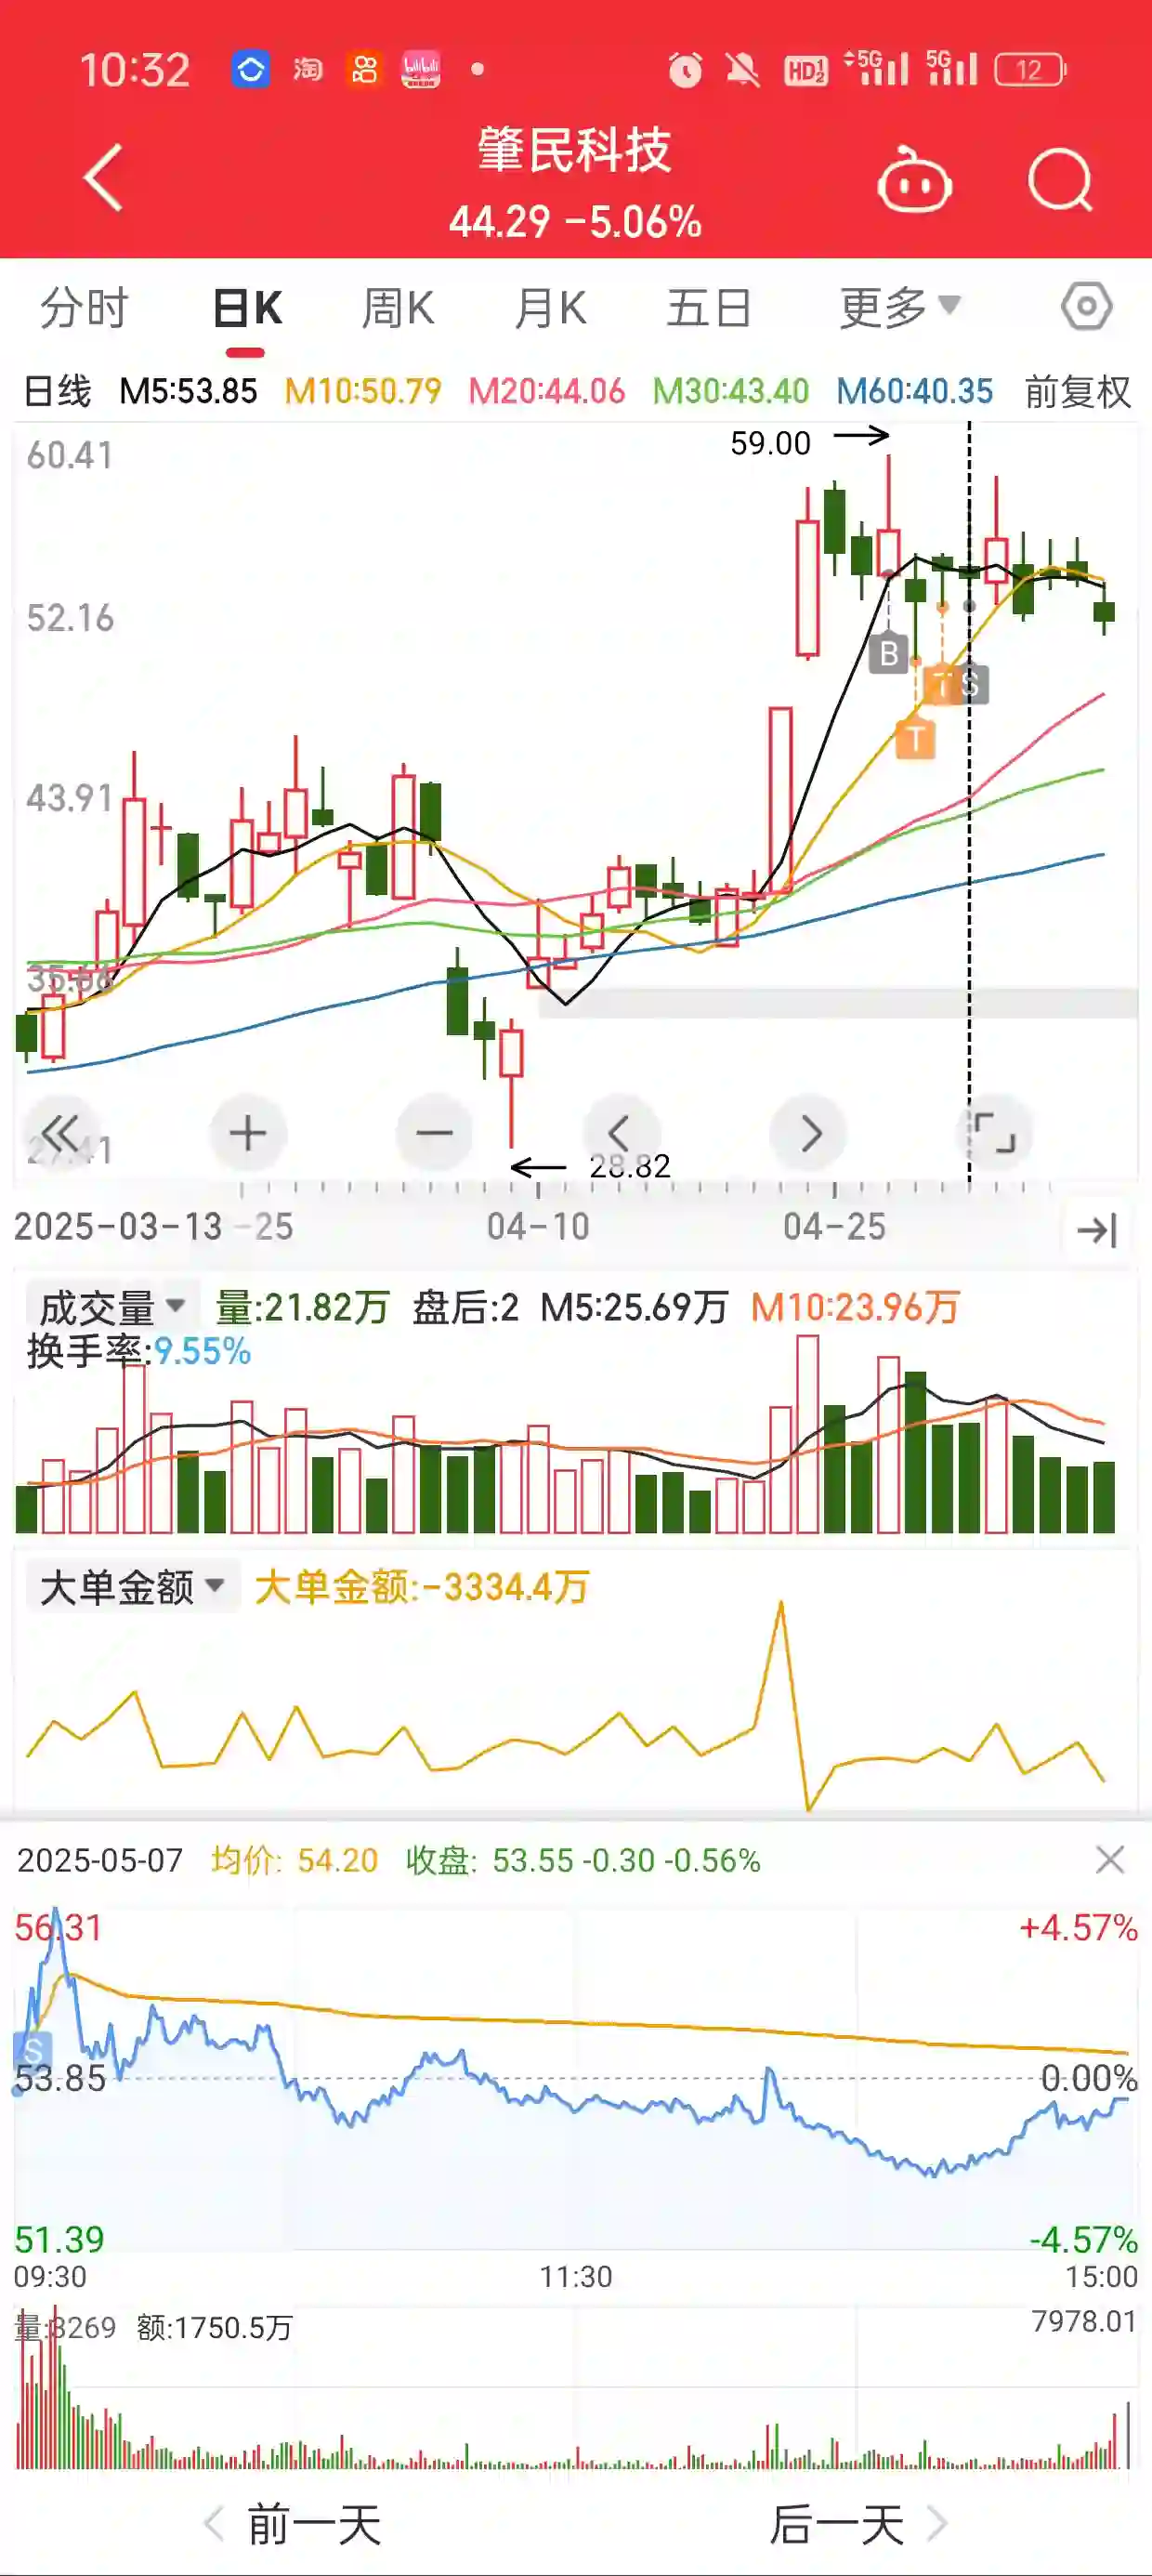 10:32 淘 bilibili HD 5G 5G 12
肇民科技
44.29 -5.06%
分时 日K 周K 月K 五日 更多
日线 M5:53.85 M10:50.79 M20:44.06 M30:43.40 M60:40.35 前复权
60.41
59.00
52.16
B
T S
T
43.91
35.66
28.82
2025-03-13 -25 04-10 04-25
成交量 量:21.82万 盘后:2 M5:25.69万 M10:23.96万
换手率:9.55%
大单金额 大单金额:-3334.4万
2025-05-07 均价: 54.20 收盘: 53.55 -0.30 -0.56%
56.31 +4.57%
S
53.85 0.00%
51.39 -4.57%
09:30 11:30 15:00
量:3269 额:1750.5万 7978.01
前一天 后一天